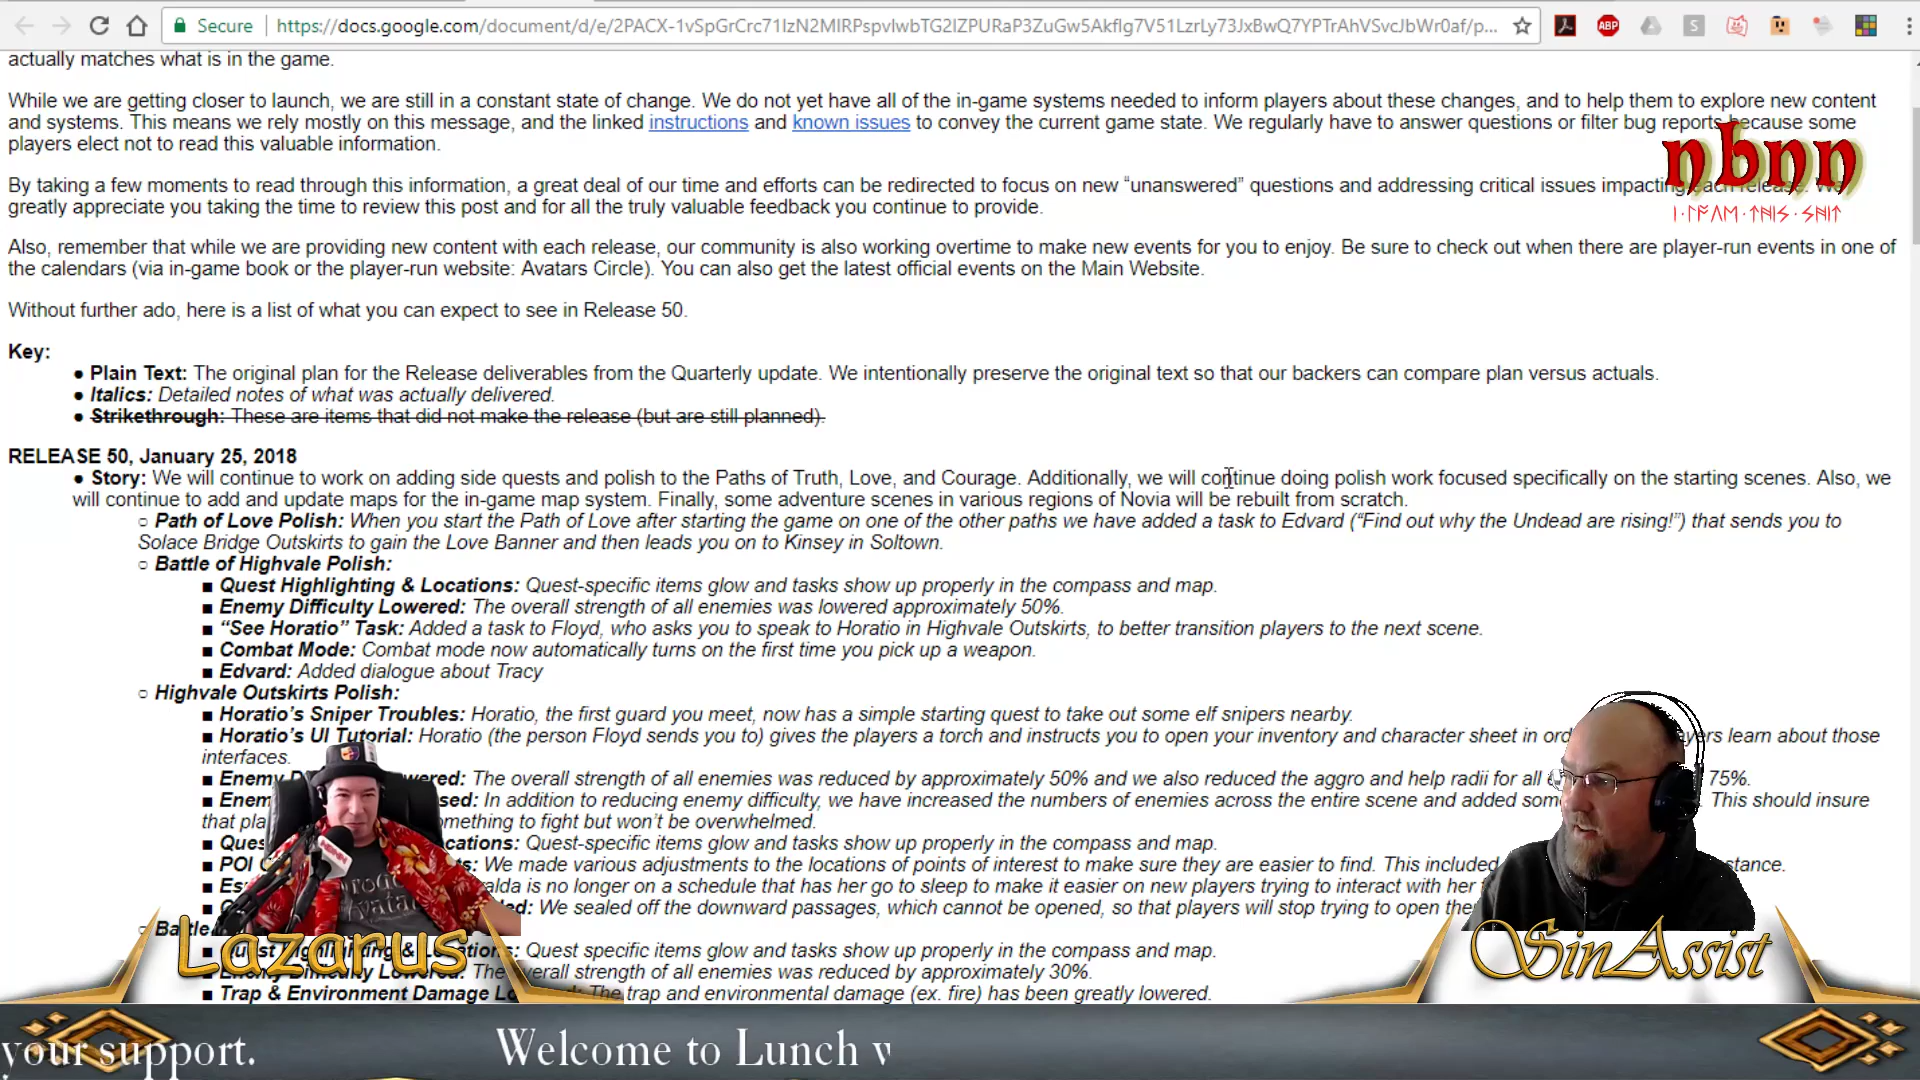 Secure https://docs.google.com/document/d/e/2PACX-1vSpGrCrc71IzN2MIRPspvlwbTG2IZPURaP3ZuGw5AkfIg7V51LzrLy73JxBwQ7YPTrAhVSvcJbWr0af/p...
ABP
S
actually matches what is in the game.
While we are getting closer to launch, we are still in a constant state of change. We do not yet have all of the in-game systems needed to inform players about these changes, and to help them to explore new content
and systems. This means we rely mostly on this message, and the linked instructions and known issues to convey the current game state. We regularly have to answer questions or filter bug reports because some
players elect not to read this valuable information.
nbnn
By taking a few moments to read through this information, a great deal of our time and efforts can be redirected to focus on new “unanswered” questions and addressing critical issues impacting each release. We
greatly appreciate you taking the time to review this post and for all the truly valuable feedback you continue to provide.
Also, remember that while we are providing new content with each release, our community is also working overtime to make new events for you to enjoy. Be sure to check out when there are player-run events in one of
the calendars (via in-game book or the player-run website: Avatars Circle). You can also get the latest official events on the Main Website.
Without further ado, here is a list of what you can expect to see in Release 50.
Key:
● Plain Text: The original plan for the Release deliverables from the Quarterly update. We intentionally preserve the original text so that our backers can compare plan versus actuals.
● Italics: Detailed notes of what was actually delivered.
● Strikethrough: These are items that did not make the release (but are still planned).
RELEASE 50, January 25, 2018
● Story: We will continue to work on adding side quests and polish to the Paths of Truth, Love, and Courage. Additionally, we will continue doing polish work focused specifically on the starting scenes. Also, we
will continue to add and update maps for the in-game map system. Finally, some adventure scenes in various regions of Novia will be rebuilt from scratch.
○ Path of Love Polish: When you start the Path of Love after starting the game on one of the other paths we have added a task to Edvard (“Find out why the Undead are rising!”) that sends you to
Solace Bridge Outskirts to gain the Love Banner and then leads you on to Kinsey in Soltown.
○ Battle of Highvale Polish:
■ Quest Highlighting & Locations: Quest-specific items glow and tasks show up properly in the compass and map.
■ Enemy Difficulty Lowered: The overall strength of all enemies was lowered approximately 50%.
■ “See Horatio” Task: Added a task to Floyd, who asks you to speak to Horatio in Highvale Outskirts, to better transition players to the next scene.
■ Combat Mode: Combat mode now automatically turns on the first time you pick up a weapon.
■ Edvard: Added dialogue about Tracy
○ Highvale Outskirts Polish:
■ Horatio’s Sniper Troubles: Horatio, the first guard you meet, now has a simple starting quest to take out some elf snipers nearby.
■ Horatio’s UI Tutorial: Horatio (the person Floyd sends you to) gives the players a torch and instructs you to open your inventory and character sheet in ord yers learn about those
interfaces.
■ Enemy D wered: The overall strength of all enemies was reduced by approximately 50% and we also reduced the aggro and help radii for all 75%.
■ Enem sed: In addition to reducing enemy difficulty, we have increased the numbers of enemies across the entire scene and added som This should insure
that pla omething to fight but won’t be overwhelmed.
■ Ques cations: Quest-specific items glow and tasks show up properly in the compass and map.
■ POI ts: We made various adjustments to the locations of points of interest to make sure they are easier to find. This included stance.
■ Es ralda is no longer on a schedule that has her go to sleep to make it easier on new players trying to interact with her
■ ed: We sealed off the downward passages, which cannot be opened, so that players will stop trying to open the
○ Battle
■ Quest Highlighting & Locations: Quest specific items glow and tasks show up properly in the compass and map.
■ Enemy Difficulty Lowered: The overall strength of all enemies was reduced by approximately 30%.
■ Trap & Environment Damage Lo d: The trap and environmental damage (ex. fire) has been greatly lowered.
Lazarus
SinAssist
your support. Welcome to Lunch